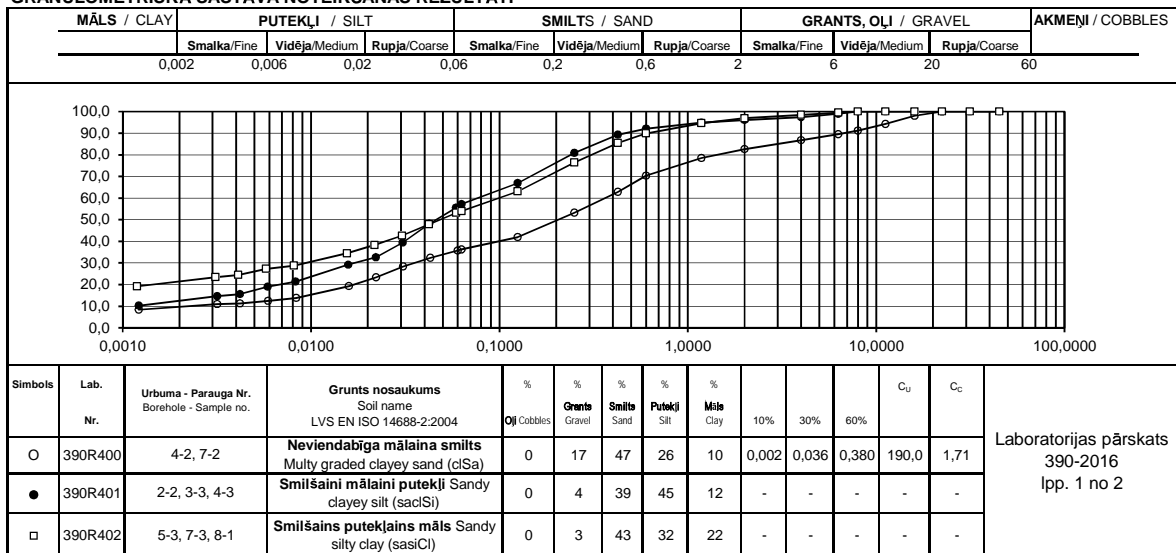 GRANULOMETRISKĀ SASTĀVA NOTEIKŠANAS REZULTĀTI
MĀLS / CLAY PUTEKĻI / SILT SMILTS / SAND GRANTS, OĻI / GRAVEL AKMEŅI / COBBLES
Smalka/Fine Vidēja/Medium Rupja/Coarse Smalka/Fine Vidēja/Medium Rupja/Coarse Smalka/Fine Vidēja/Medium Rupja/Coarse
0,002 0,006 0,02 0,06 0,2 0,6 2 6 20 60
100,0
90,0
80,0
70,0
60,0
50,0
40,0
30,0
20,0
10,0
0,0
0,0010 0,0100 0,1000 1,0000 10,0000 100,0000
Simbols Lab. Nr. Urbuma - Parauga Nr. Borehole - Sample no. Grunts nosaukums Soil name LVS EN ISO 14688-2:2004 % Oļi Cobbles % Grants Gravel % Smilts Sand % Putekļi Silt % Māls Clay 10% 30% 60% CU CC
390R400 4-2, 7-2 Neviendabīga mālaina smilts Multy graded clayey sand (clSa) 0 17 47 26 10 0,002 0,036 0,380 190,0 1,71
390R401 2-2, 3-3, 4-3 Smilšaini mālaini putekļi Sandy clayey silt (saclSi) 0 4 39 45 12 - - - - -
390R402 5-3, 7-3, 8-1 Smilšains putekļains māls Sandy silty clay (sasiCl) 0 3 43 32 22 - - - - -
Laboratorijas pārskats
390-2016
lpp. 1 no 2